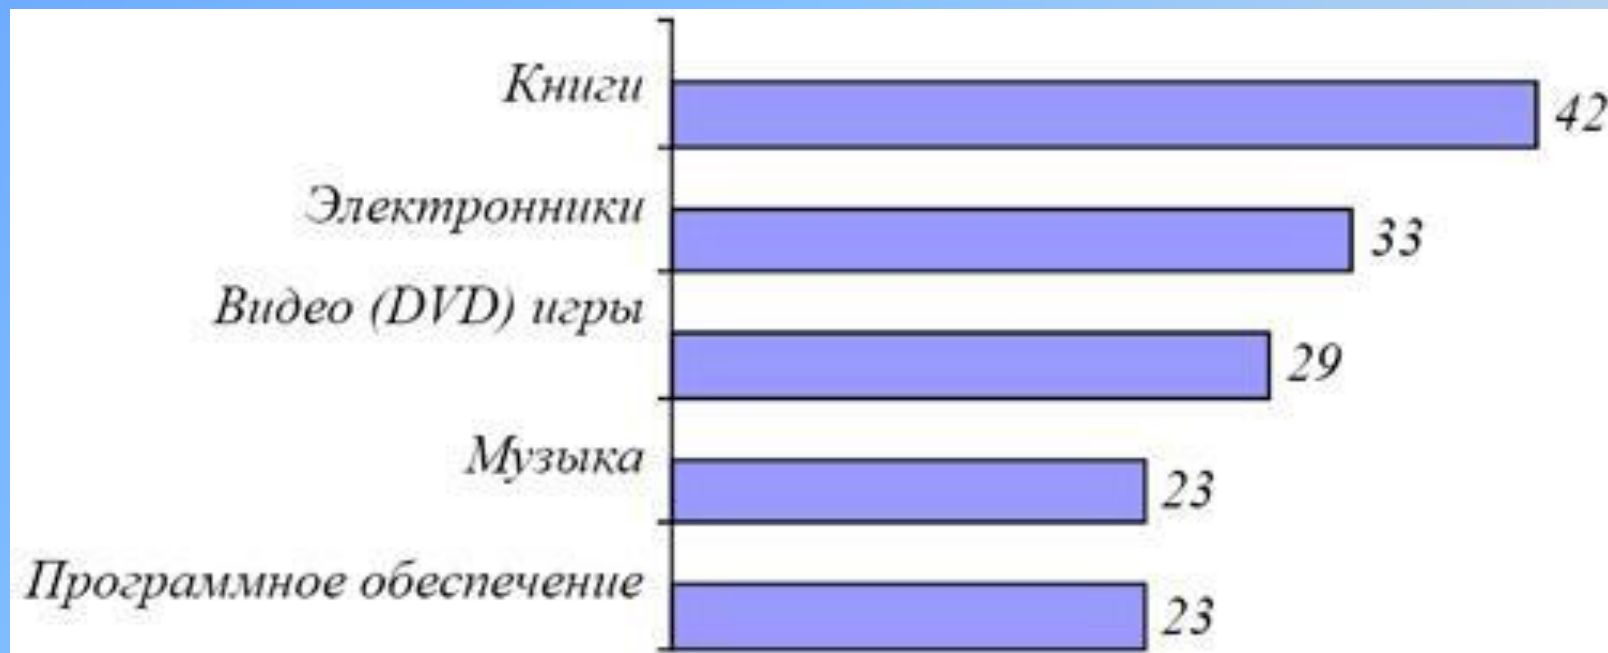 Книги
42
Электронники
33
Видео (DVD) игры
29
Музыка
23
Программное обеспечение
23